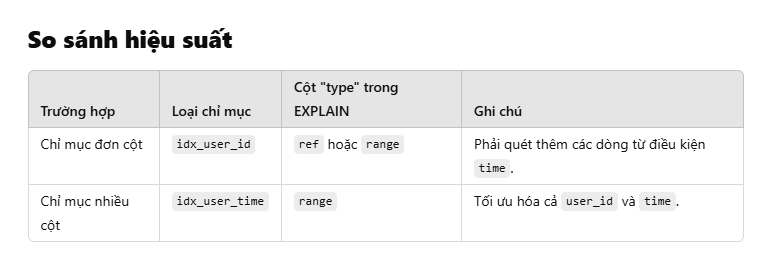 So sánh hiệu suất
Cột "type" trong
Trường hợp Loại chỉ mục EXPLAIN Ghi chú
Chỉ mục đơn cột idx_user_id ref hoặc range Phải quét thêm các dòng từ điều kiện
time.
Chỉ mục nhiều idx_user_time range Tối ưu hóa cả user_id và time.
cột